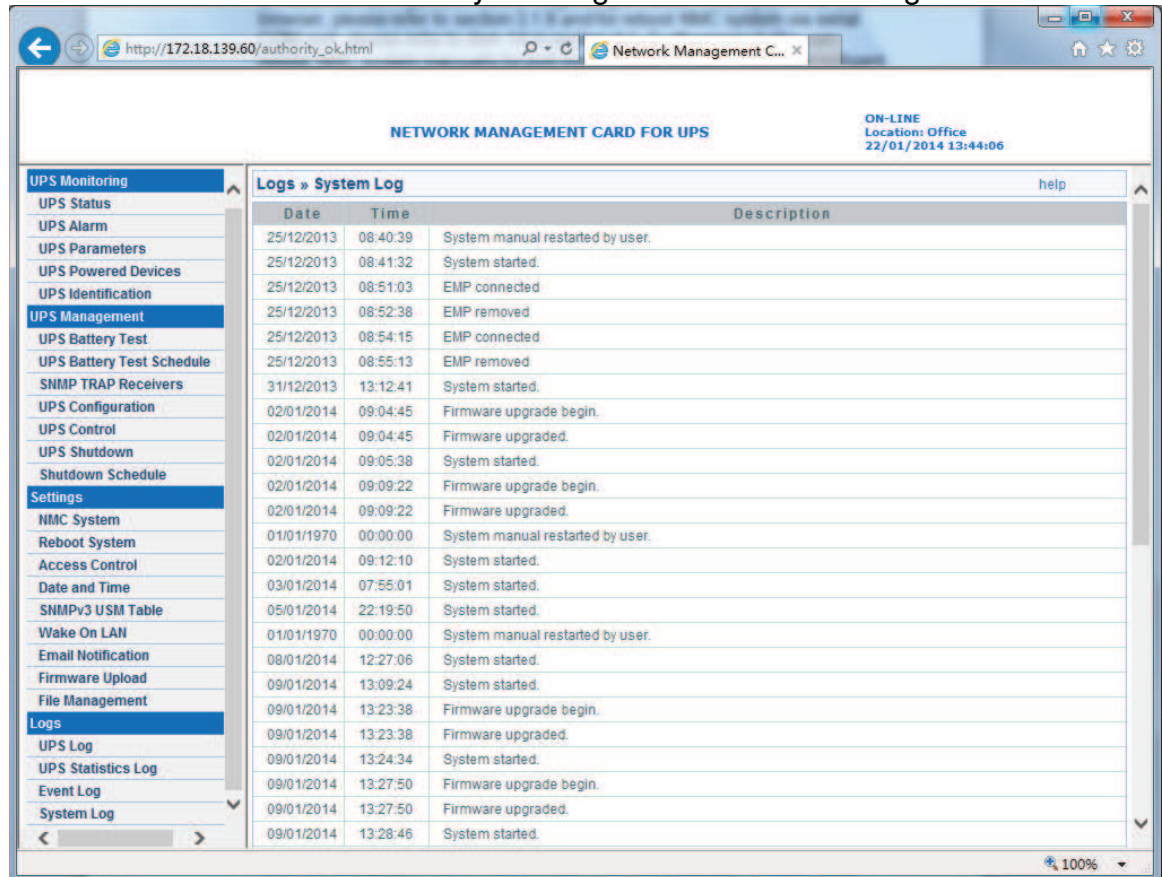 http://172.18.139.60/authority_ok.html
Network Management C...
NETWORK MANAGEMENT CARD FOR UPS
ON-LINE
Location: Office
22/01/2014 13:44:06
UPS Monitoring
UPS Status
UPS Alarm
UPS Parameters
UPS Powered Devices
UPS Identification
UPS Management
UPS Battery Test
UPS Battery Test Schedule
SNMP TRAP Receivers
UPS Configuration
UPS Control
UPS Shutdown
Shutdown Schedule
Settings
NMC System
Reboot System
Access Control
Date and Time
SNMPv3 USM Table
Wake On LAN
Email Notification
Firmware Upload
File Management
Logs
UPS Log
UPS Statistics Log
Event Log
System Log
Logs » System Log help
Date Time Description
25/12/2013 08:40:39 System manual restarted by user.
25/12/2013 08:41:32 System started.
25/12/2013 08:51:03 EMP connected
25/12/2013 08:52:38 EMP removed
25/12/2013 08:54:15 EMP connected
25/12/2013 08:55:13 EMP removed
31/12/2013 13:12:41 System started.
02/01/2014 09:04:45 Firmware upgrade begin.
02/01/2014 09:04:45 Firmware upgraded.
02/01/2014 09:05:38 System started.
02/01/2014 09:09:22 Firmware upgrade begin.
02/01/2014 09:09:22 Firmware upgraded.
01/01/1970 00:00:00 System manual restarted by user.
02/01/2014 09:12:10 System started.
03/01/2014 07:55:01 System started.
05/01/2014 22:19:50 System started.
01/01/1970 00:00:00 System manual restarted by user.
08/01/2014 12:27:06 System started.
09/01/2014 13:09:24 System started.
09/01/2014 13:23:38 Firmware upgrade begin.
09/01/2014 13:23:38 Firmware upgraded.
09/01/2014 13:24:34 System started.
09/01/2014 13:27:50 Firmware upgrade begin.
09/01/2014 13:27:50 Firmware upgraded.
09/01/2014 13:28:46 System started.
100%